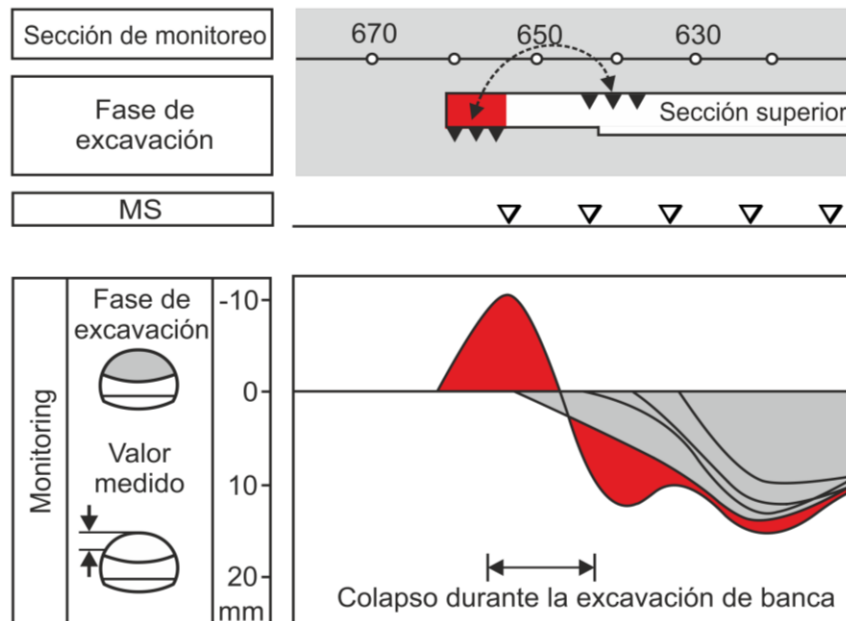 Sección de monitoreo
670
650
630
Fase de
excavación
Sección superior
MS
Monitoring
Fase de
excavación
Valor
medido
-10
0
10
20
mm
Colapso durante la excavación de banca